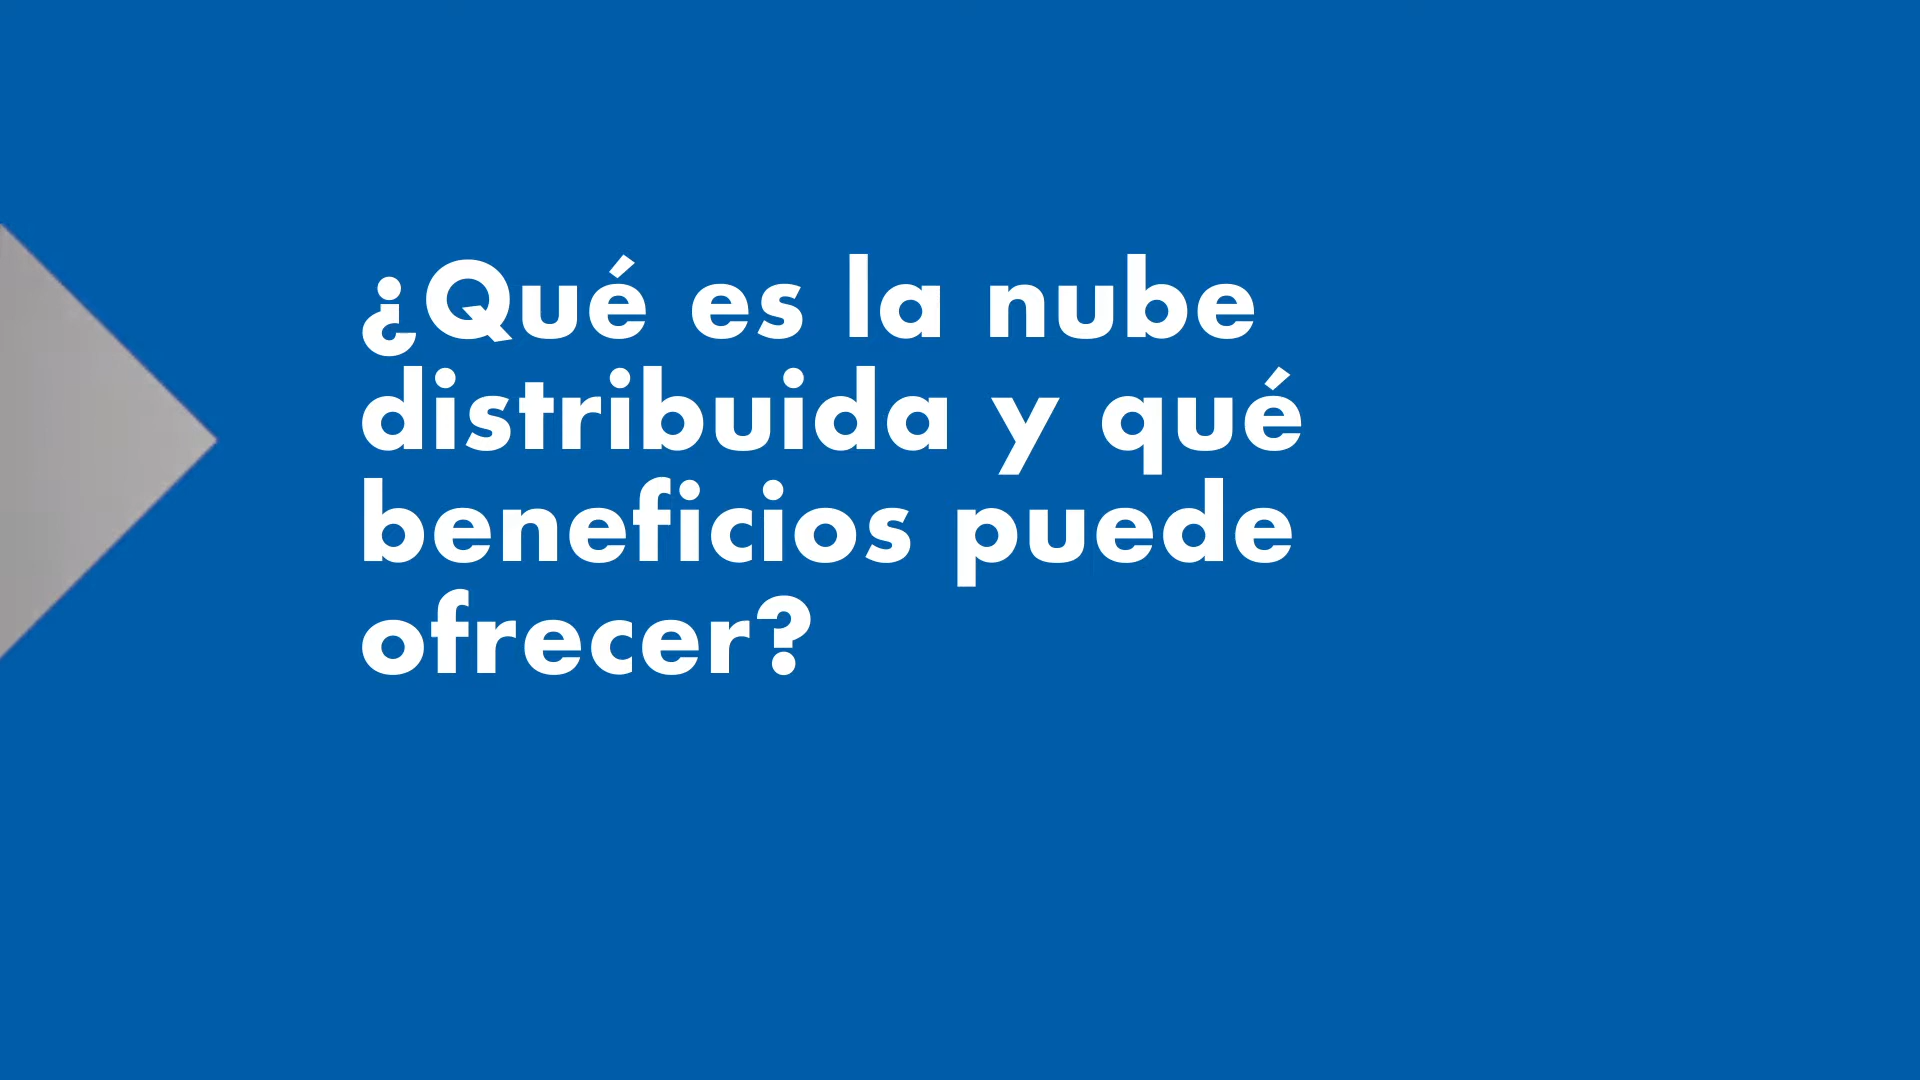 ¿Qué es la nube
distribuida y qué
beneficios puede
ofrecer?